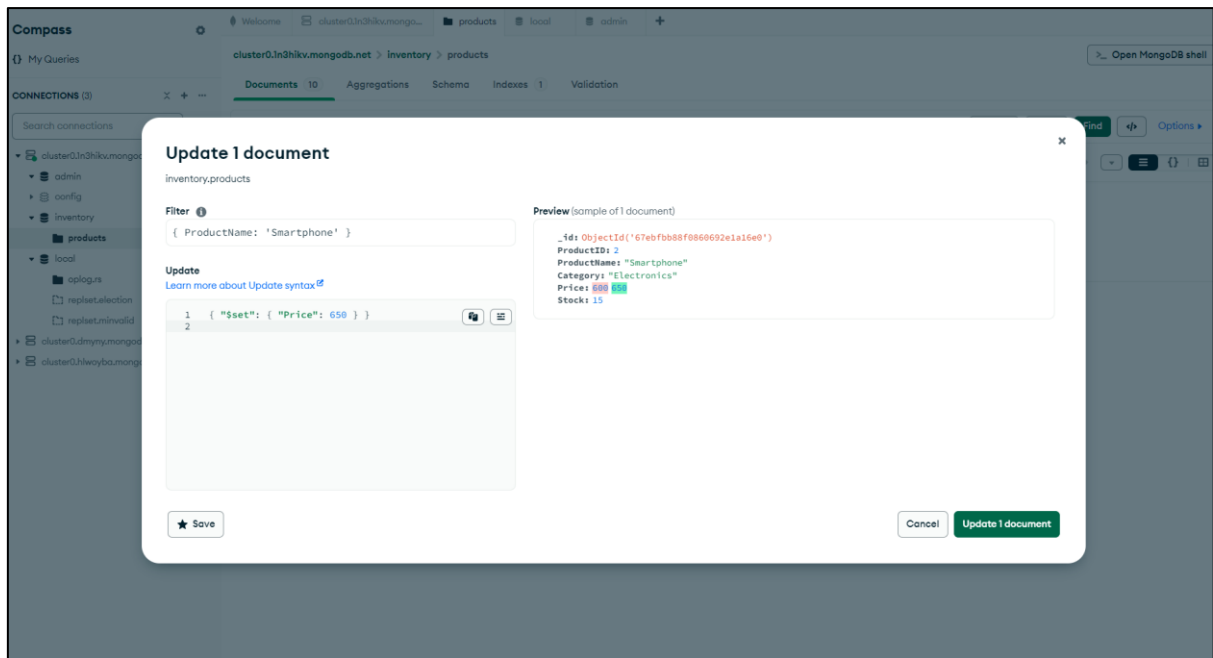 Compass
My Queries
CONNECTIONS (3)
Search connections
cluster0.ln3hikv.mongod
admin
config
inventory
products
local
oplog.rs
replset.election
replset.minvalid
cluster0.dmyny.mongod
cluster0.hlwoyba.mongo
Welcome
cluster0.ln3hikv.mongo...
products
local
admin
cluster0.ln3hikv.mongodb.net > inventory > products
>_ Open MongoDB shell
Documents 10
Aggregations
Schema
Indexes 1
Validation
Find
</>
Options
{}
Update 1 document
inventory.products
Filter
{ ProductName: 'Smartphone' }
Update
Learn more about Update syntax
1 { "$set": { "Price": 650 } }
2
Preview (sample of 1 document)
_id: ObjectId('67ebfbb88f0860692e1a16e0')
ProductID: 2
ProductName: "Smartphone"
Category: "Electronics"
Price: 600 650
Stock: 15
Save
Cancel
Update 1 document